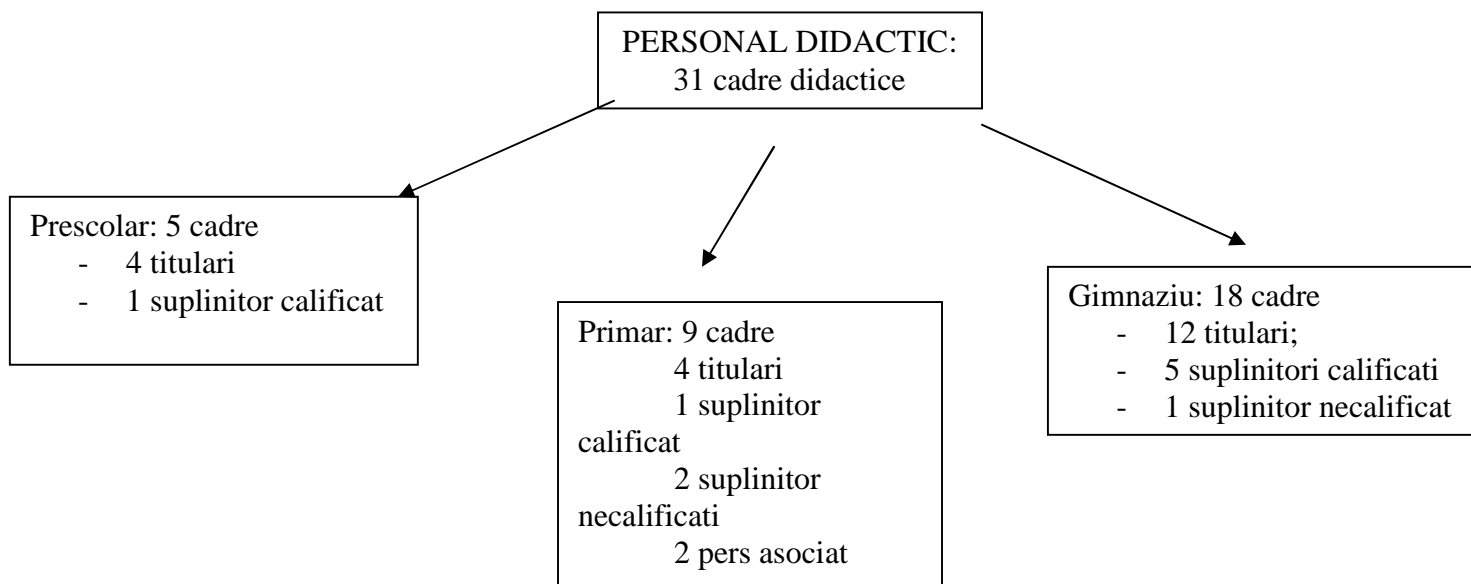 PERSONAL DIDACTIC:
31 cadre didactice
Prescolar: 5 cadre
- 4 titulari
- 1 suplinitor calificat
Primar: 9 cadre
4 titulari
1 suplinitor
calificat
2 suplinitor
necalificati
2 pers asociat
Gimnaziu: 18 cadre
- 12 titulari;
- 5 suplinitori calificati
- 1 suplinitor necalificat